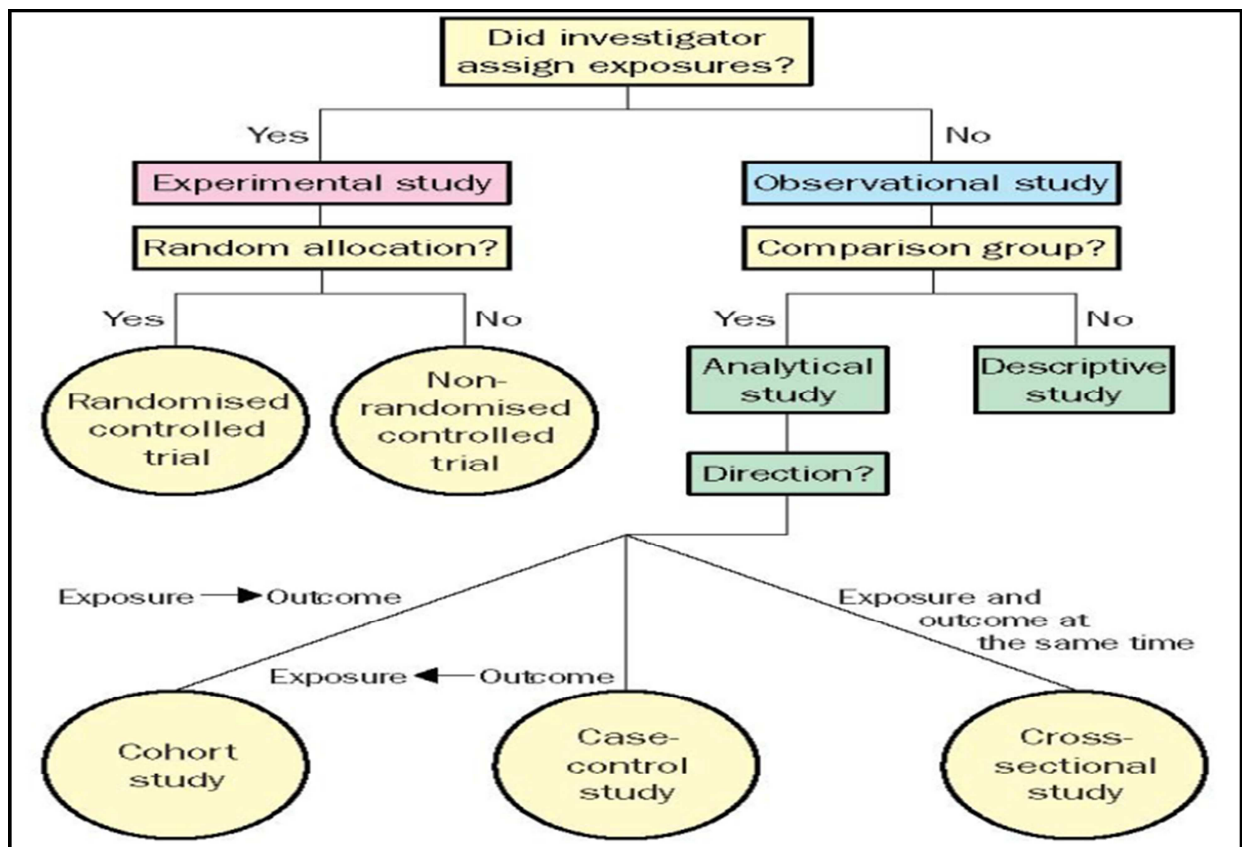 Did investigator
assign exposures?
Yes
No
Experimental study
Observational study
Random allocation?
Comparison group?
Yes
No
Yes
No
Randomised
controlled
trial
Non-
randomised
controlled
trial
Analytical
study
Descriptive
study
Direction?
Exposure
Outcome
Exposure and
outcome at
the same time
Exposure
Outcome
Cohort
study
Case-
control
study
Cross-
sectional
study